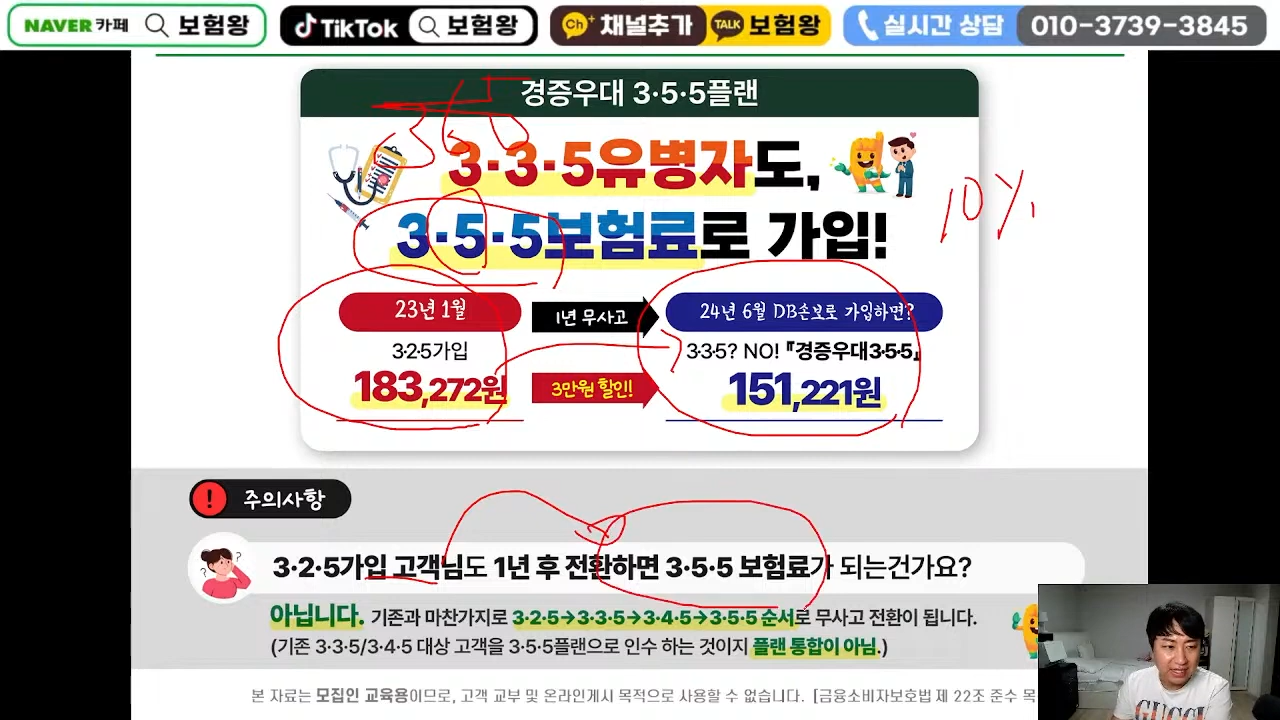 NAVER 카페 보험왕 TikTok 보험왕 Ch+ 채널추가 TALK 보험왕 실시간 상담 010-3739-3845
경증우대 3·5·5플랜
365
3·3·5유병자도,
3·5·5보험료로 가입!
10%
23년 1월 1년 무사고 24년 6월 DB손보로 가입하면?
3·2·5가입 3·3·5? NO! 『경증우대3·5·5』
183,272원 3만원 할인! 151,221원
! 주의사항
3·2·5가입 고객님도 1년 후 전환하면 3·5·5 보험료가 되는건가요?
아닙니다. 기존과 마찬가지로 3·2·5→3·3·5→3·4·5→3·5·5 순서로 무사고 전환이 됩니다.
(기존 3·3·5/3·4·5 대상 고객을 3·5·5플랜으로 인수 하는 것이지 플랜 통합이 아님.)
본 자료는 모집인 교육용이므로, 고객 교부 및 온라인게시 목적으로 사용할 수 없습니다. [금융소비자보호법 제 22조 준수 목
GUCCI